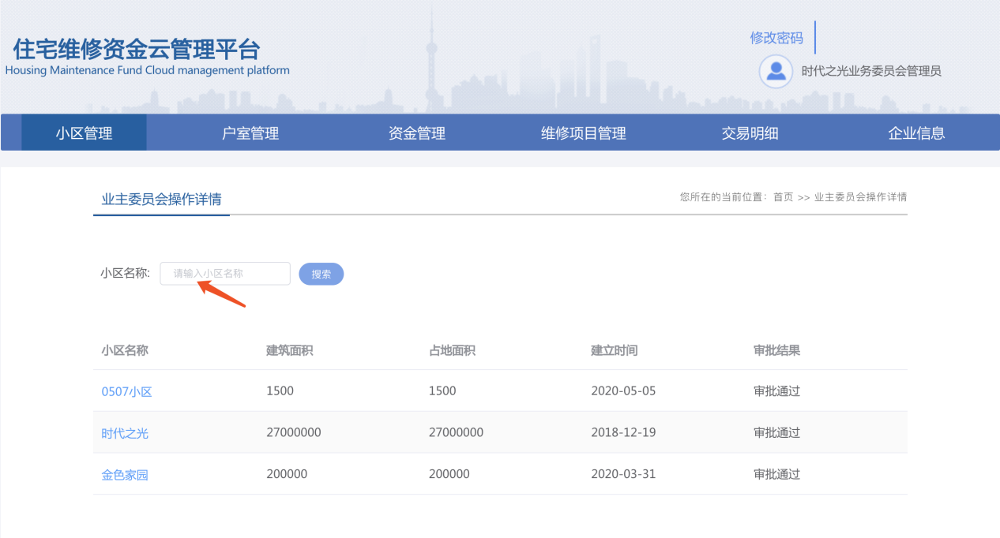 住宅维修资金云管理平台
Housing Maintenance Fund Cloud management platform
修改密码
时代之光业务委员会管理员
小区管理 户室管理 资金管理 维修项目管理 交易明细 企业信息
业主委员会操作详情
您所在的当前位置: 首页 >> 业主委员会操作详情
小区名称: 请输入小区名称 搜索
小区名称 建筑面积 占地面积 建立时间 审批结果
0507小区 1500 1500 2020-05-05 审批通过
时代之光 27000000 27000000 2018-12-19 审批通过
金色家园 200000 200000 2020-03-31 审批通过